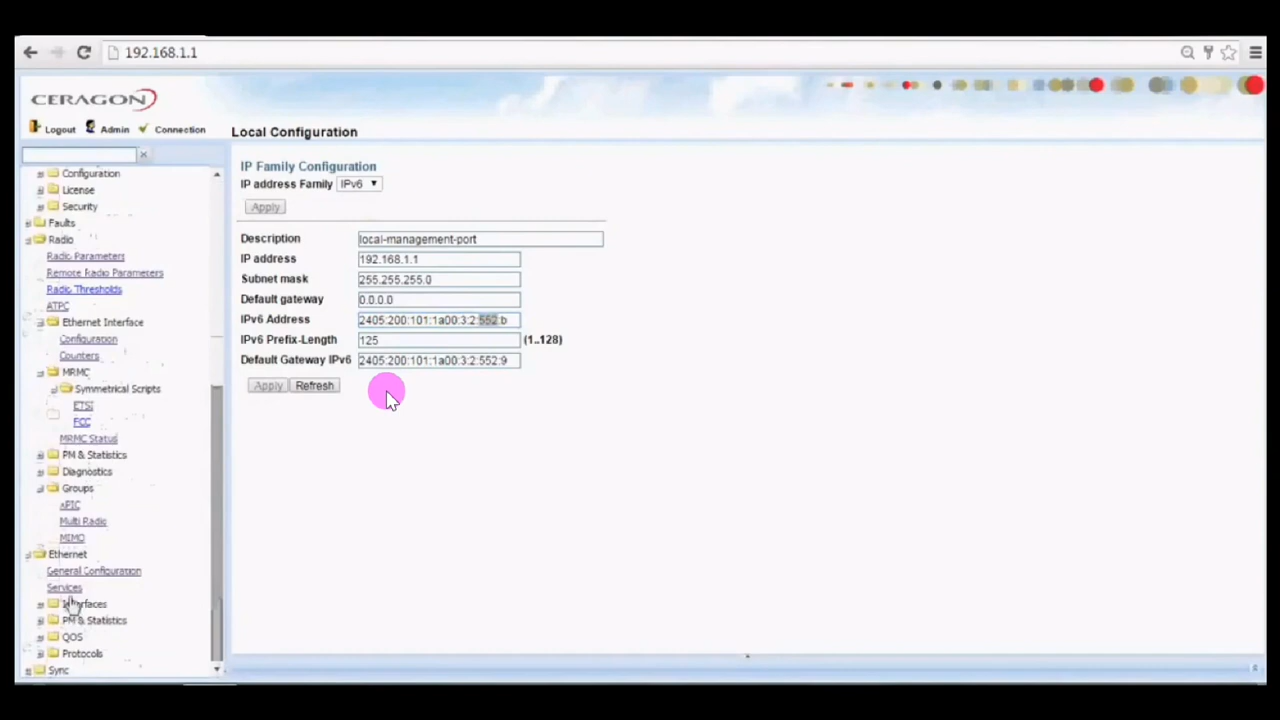 192.168.1.1
CERAGON
Logout Admin Connection
Local Configuration
Configuration
License
Security
Faults
Radio
Radio Parameters
Remote Radio Parameters
Radio Thresholds
ATPC
Ethernet Interface
Configuration
Counters
MRMC
Symmetrical Scripts
ETSI
FCC
MRMC Status
PM & Statistics
Diagnostics
Groups
Multi Radio
MIMO
Ethernet
General Configuration
Services
Interfaces
PM & Statistics
QOS
Protocols
Sync
IP Family Configuration
IP address Family IPv6
Apply
Description local-management-port
IP address 192.168.1.1
Subnet mask 255.255.255.0
Default gateway 0.0.0.0
IPv6 Address 2405:200:101:1a00:3:2:552:b
IPv6 Prefix-Length 125 (1..128)
Default Gateway IPv6 2405:200:101:1a00:3:2:552:9
Apply Refresh